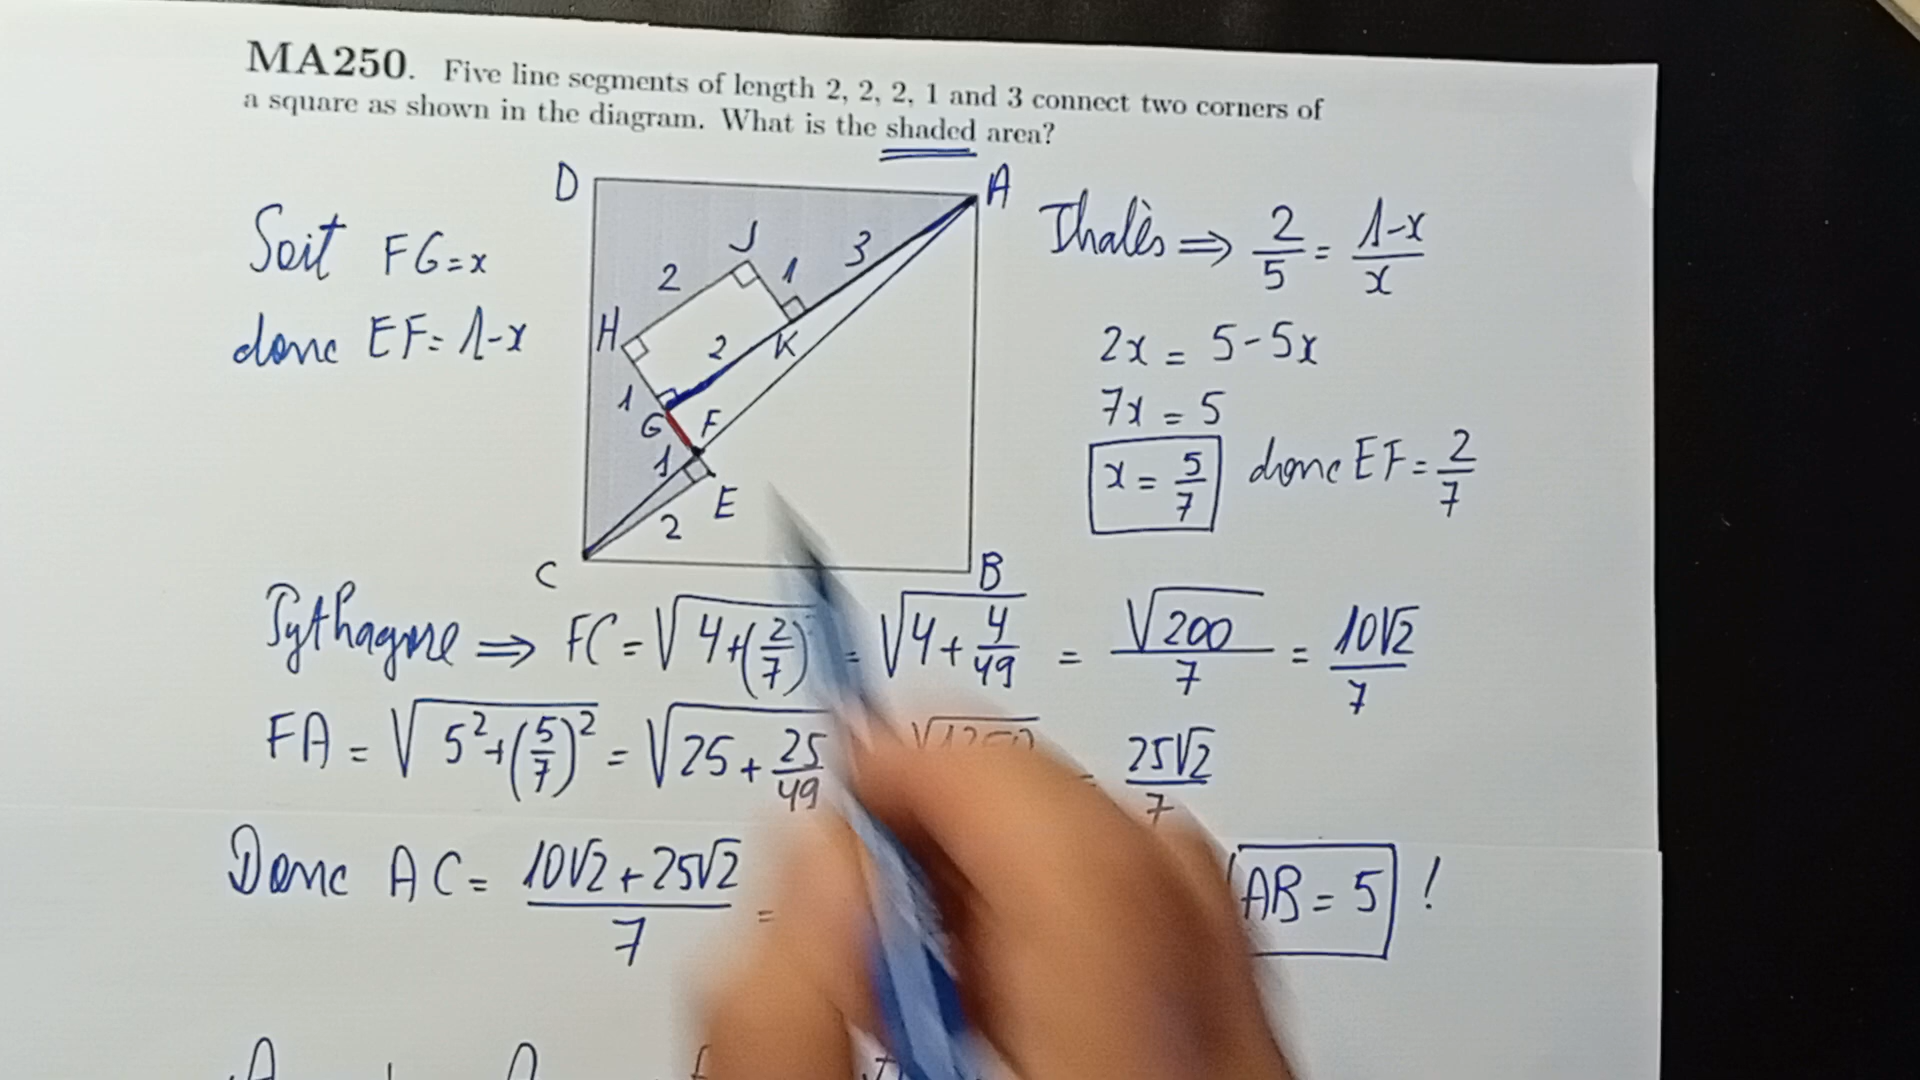 MA250. Five line segments of length 2, 2, 2, 1 and 3 connect two corners of
a square as shown in the diagram. What is the shaded area?
D
A
Soit FG=x
donc EF=1-x
J
3
1
2
H
2
K
1
G
F
1
E
2
C
B
Thalès ⇒ 2/5 = 1-x/x
2x = 5-5x
7x = 5
x = 5/7 donc EF = 2/7
Pythagore ⇒ FC = √4+(2/7) = √4+4/49 = √200/7 = 10√2/7
FA = √5²+(5/7)² = √25+25/49 = 25√2/7
Donc AC = 10√2+25√2/7 = AB = 5 !